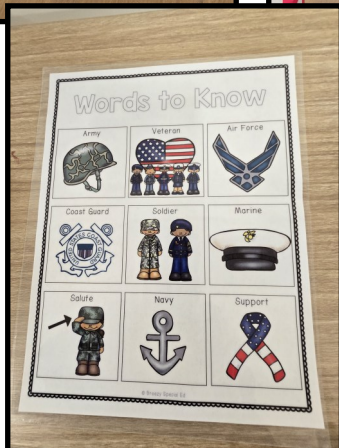 Words to Know
Army
Veteran
Air Force
Coast Guard
Soldier
Marine
Salute
Navy
Support